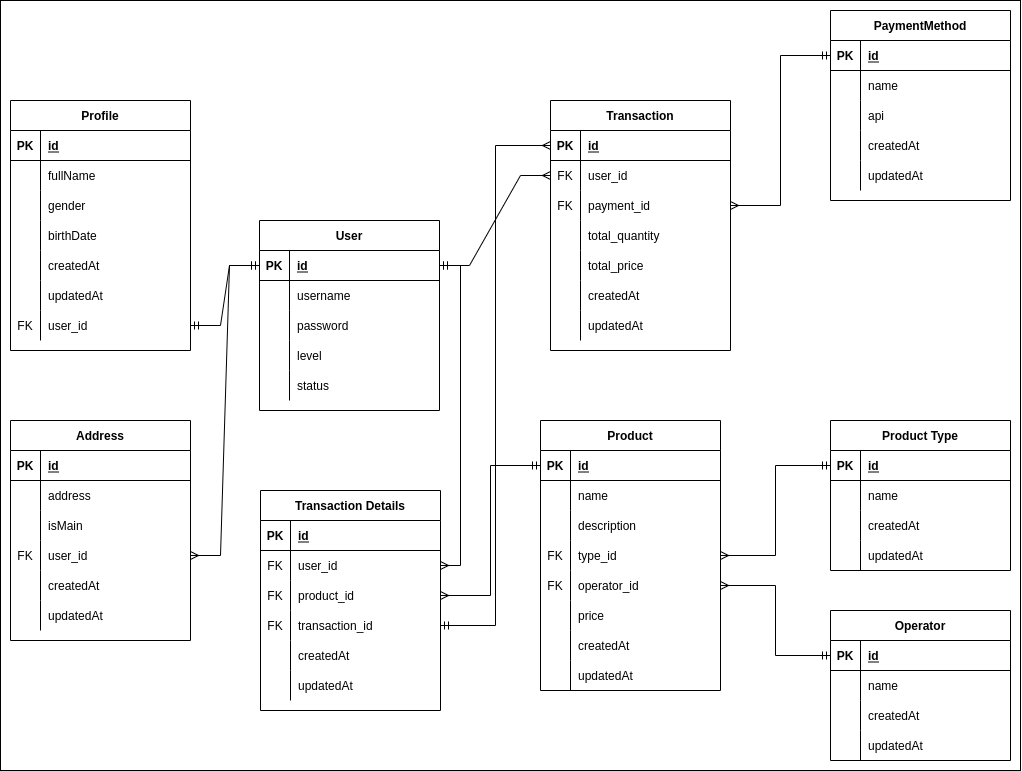 PaymentMethod
PK id
name
api
createdAt
updatedAt
Profile
PK id
fullName
gender
birthDate
createdAt
updatedAt
FK user_id
Transaction
PK id
FK user_id
FK payment_id
total_quantity
total_price
createdAt
updatedAt
User
PK id
username
password
level
status
Address
PK id
address
isMain
FK user_id
createdAt
updatedAt
Transaction Details
PK id
FK user_id
FK product_id
FK transaction_id
createdAt
updatedAt
Product
PK id
name
description
FK type_id
FK operator_id
price
createdAt
updatedAt
Product Type
PK id
name
createdAt
updatedAt
Operator
PK id
name
createdAt
updatedAt